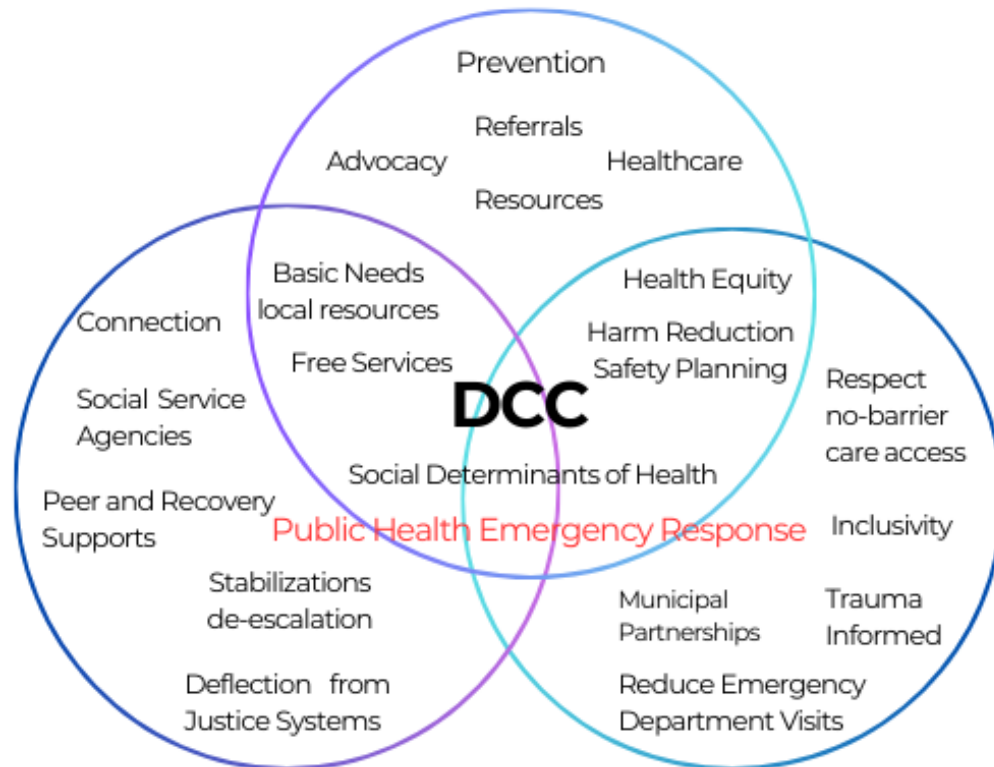 Prevention
Referrals
Advocacy
Healthcare
Resources
Basic Needs
local resources
Free Services
Health Equity
Harm Reduction
Safety Planning
Connection
Social Service
Agencies
Peer and Recovery
Supports
DCC
Social Determinants of Health
Public Health Emergency Response
Respect
no-barrier
care access
Inclusivity
Stabilizations
de-escalation
Deflection from
Justice Systems
Municipal
Partnerships
Trauma
Informed
Reduce Emergency
Department Visits